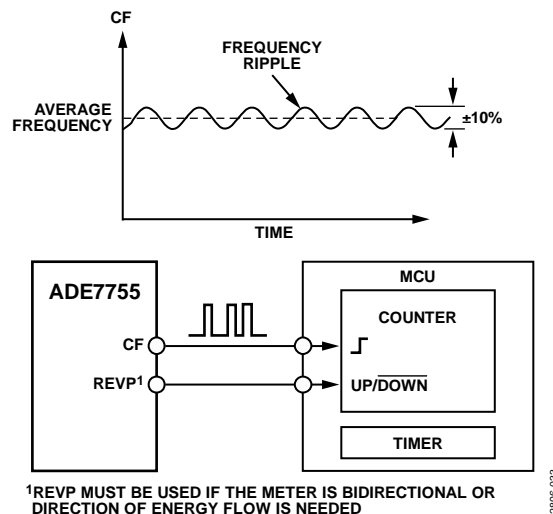 CF
FREQUENCY
RIPPLE
AVERAGE
FREQUENCY
±10%
TIME
ADE7755
MCU
COUNTER
CF
REVP1
UP/DOWN
TIMER
1REVP MUST BE USED IF THE METER IS BIDIRECTIONAL OR
DIRECTION OF ENERGY FLOW IS NEEDED